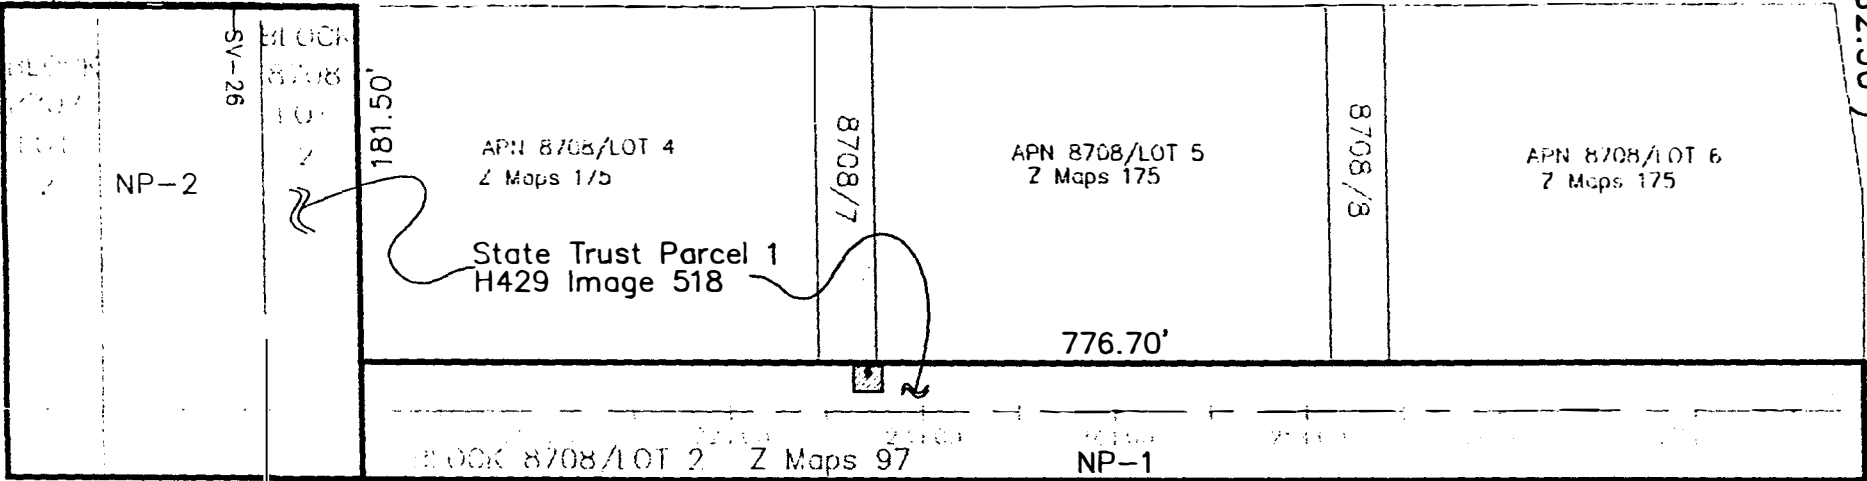 BLOCK
2
NP-2
SV-26
BLOCK
8708
LOT
2
181.50'
APN 8708/LOT 4
Z Maps 175
8708/7
APN 8708/LOT 5
Z Maps 175
8708/8
APN 8708/LOT 6
Z Maps 175
State Trust Parcel 1
H429 Image 518
776.70'
BLOCK 8708/LOT 2 Z Maps 97
NP-1